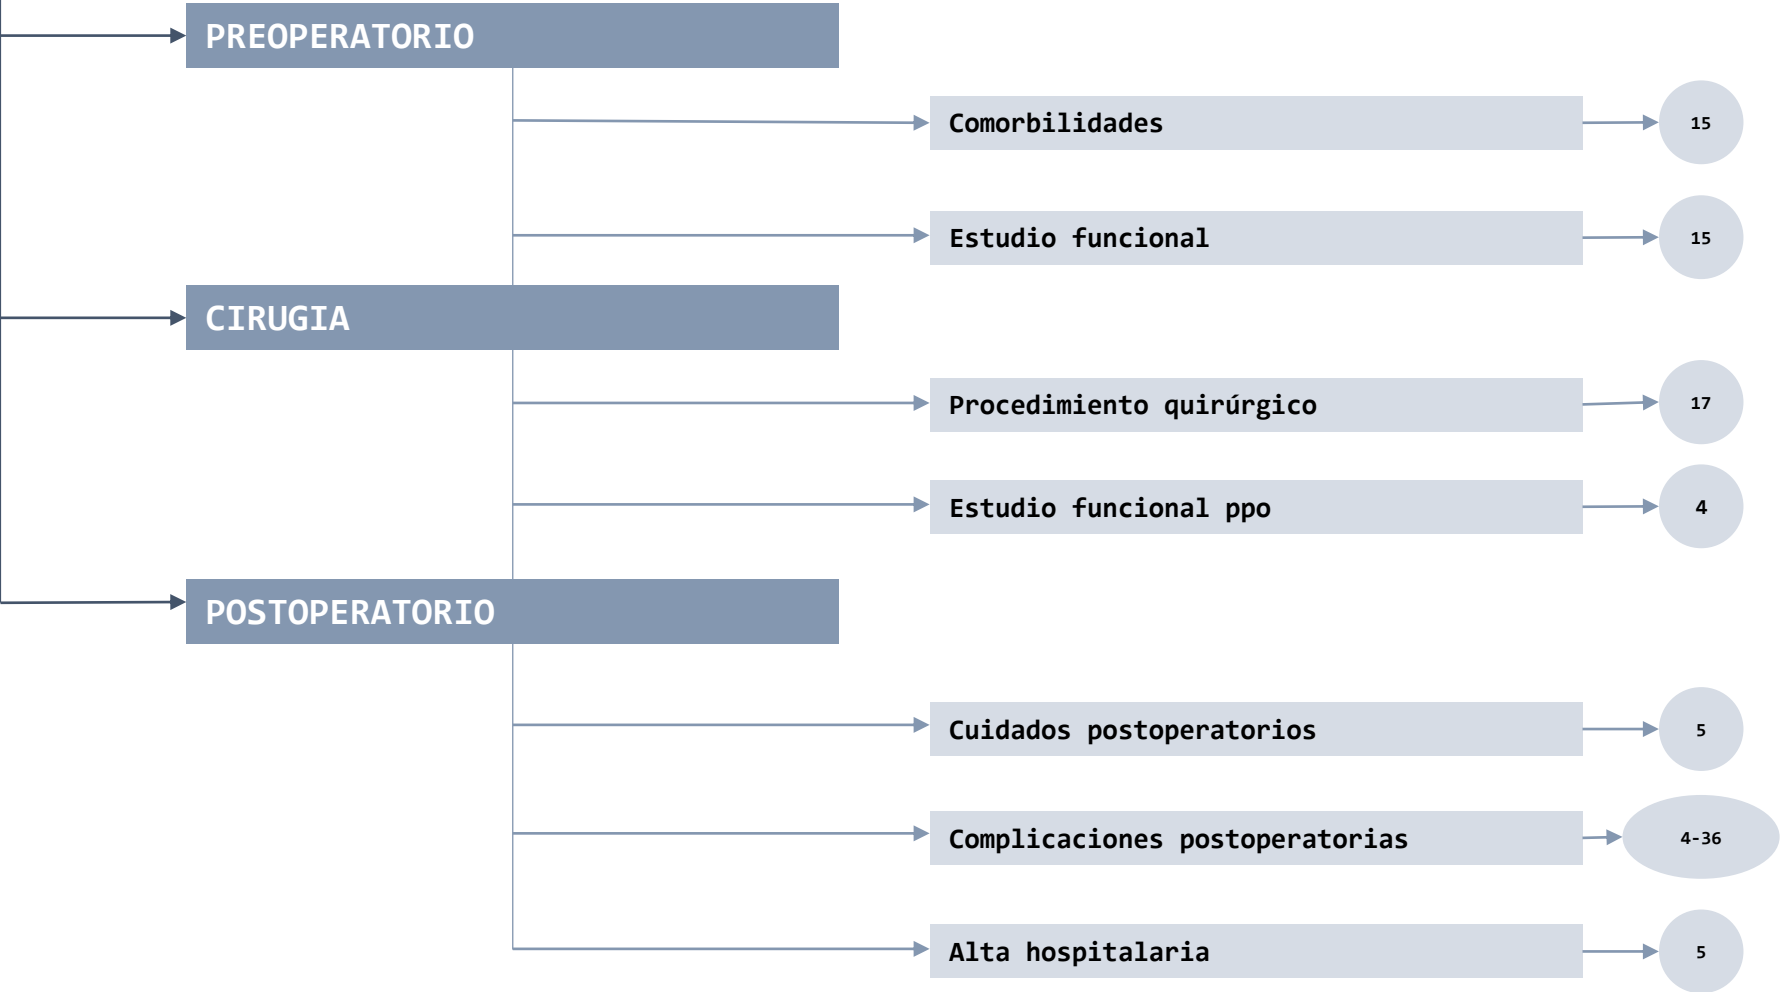 PREOPERATORIO
Comorbilidades
15
Estudio funcional
15
CIRUGIA
Procedimiento quirúrgico
17
Estudio funcional ppo
4
POSTOPERATORIO
Cuidados postoperatorios
5
Complicaciones postoperatorias
4-36
Alta hospitalaria
5